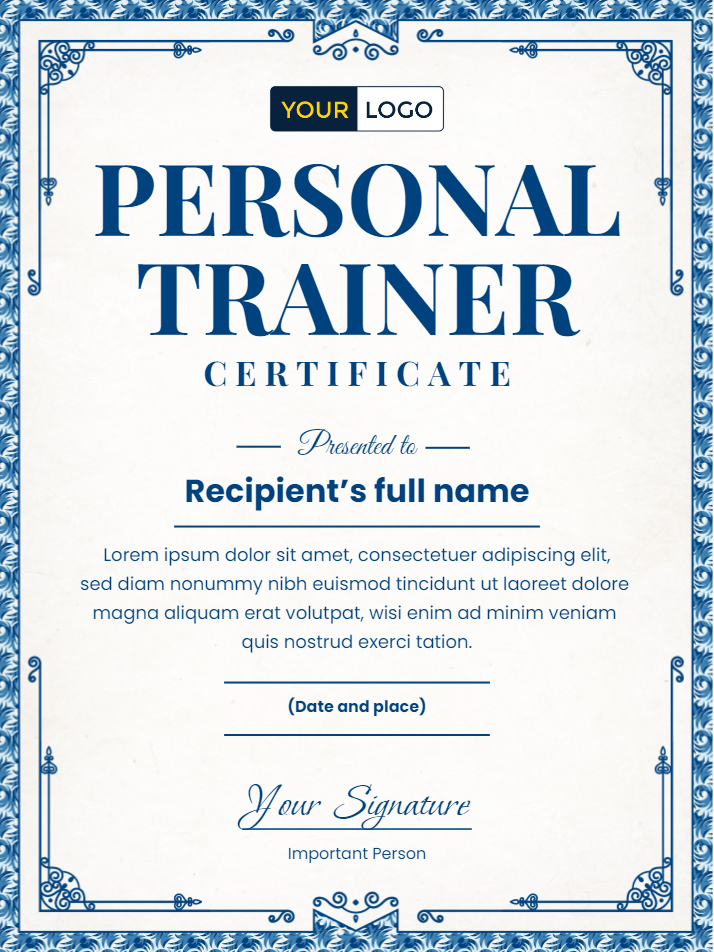 YOUR LOGO
PERSONAL
TRAINER
CERTIFICATE
Presented to
Recipient’s full name
Lorem ipsum dolor sit amet, consectetuer adipiscing elit,
sed diam nonummy nibh euismod tincidunt ut laoreet dolore
magna aliquam erat volutpat, wisi enim ad minim veniam
quis nostrud exerci tation.
(Date and place)
Your Signature
Important Person